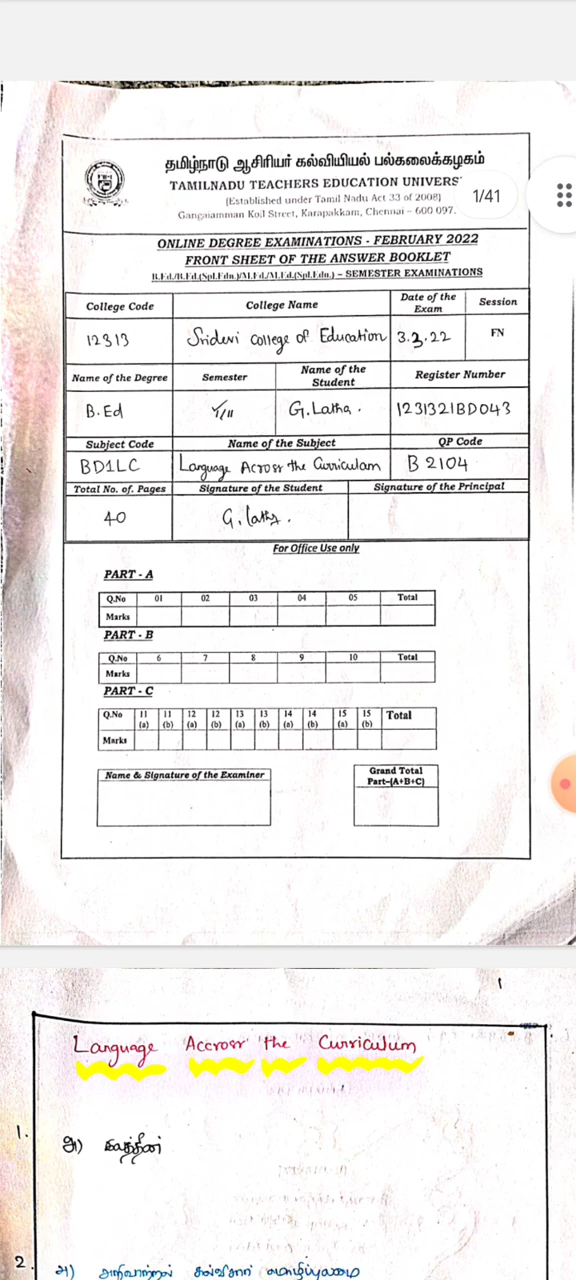 தமிழ்நாடு ஆசிரியர் கல்வியியல் பல்கலைக்கழகம்
TAMILNADU TEACHERS EDUCATION UNIVERS
(Established under Tamil Nadu Act 33 of 2008)
1/41
Gangaiamman Koil Street, Karapakkam, Chennai – 600 097.
ONLINE DEGREE EXAMINATIONS - FEBRUARY 2022
FRONT SHEET OF THE ANSWER BOOKLET
B.Ed./B.Ed.(Spl.Edn.)/M.Ed./M.Ed.(Spl.Edn.) – SEMESTER EXAMINATIONS
College Code College Name Date of the Exam Session
12313 Sridevi College of Education 3.3.22 FN
Name of the Degree Semester Name of the Student Register Number
B.Ed G.Latha. 1231321BD043
Subject Code Name of the Subject QP Code
BD1LC Language Across the Curriculam B 2104
Total No. of. Pages Signature of the Student Signature of the Principal
40 G. latha.
For Office Use only
PART - A
Q.No 01 02 03 04 05 Total
Marks
PART - B
Q.No 6 7 8 9 10 Total
Marks
PART - C
Q.No 11 (a) 11 (b) 12 (a) 12 (b) 13 (a) 13 (b) 14 (a) 14 (b) 15 (a) 15 (b) Total
Marks
Name & Signature of the Examiner
Grand Total
Part–(A+B+C)
1
Language Accross the Curriculum
1.
அ)
2.
அ) அறிவாற்றல் கல்விசார் மொழிப்புலமை